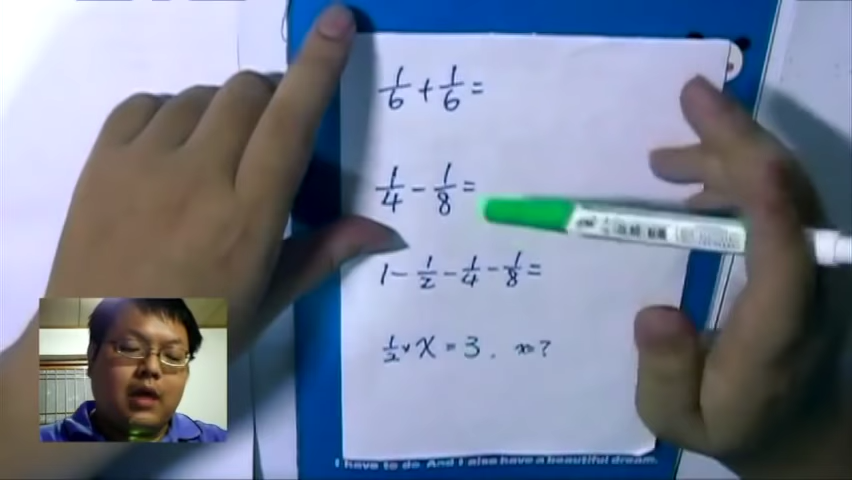 1/6 + 1/6 =
1/4 - 1/8 =
1 - 1/2 - 1/4 - 1/8 =
1/2 × X = 3 . x=?
I have to do. And I also have a beautiful dream.